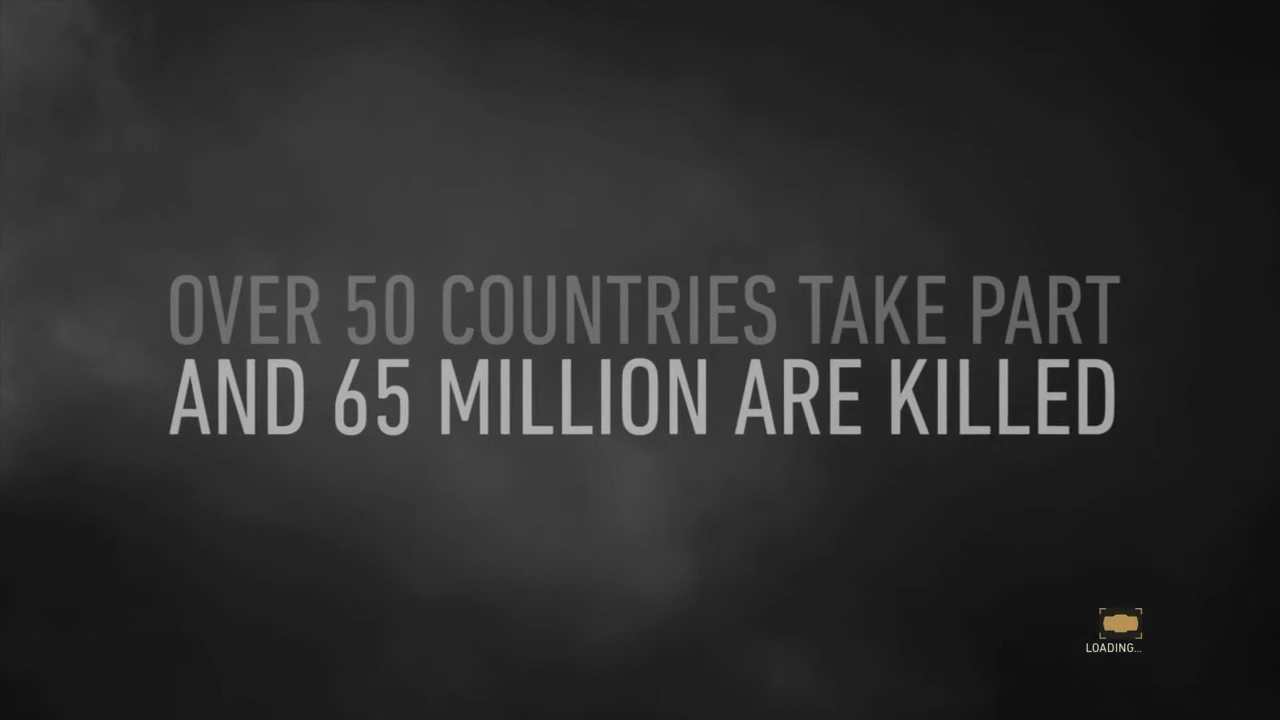 OVER 50 COUNTRIES TAKE PART
AND 65 MILLION ARE KILLED
LOADING...